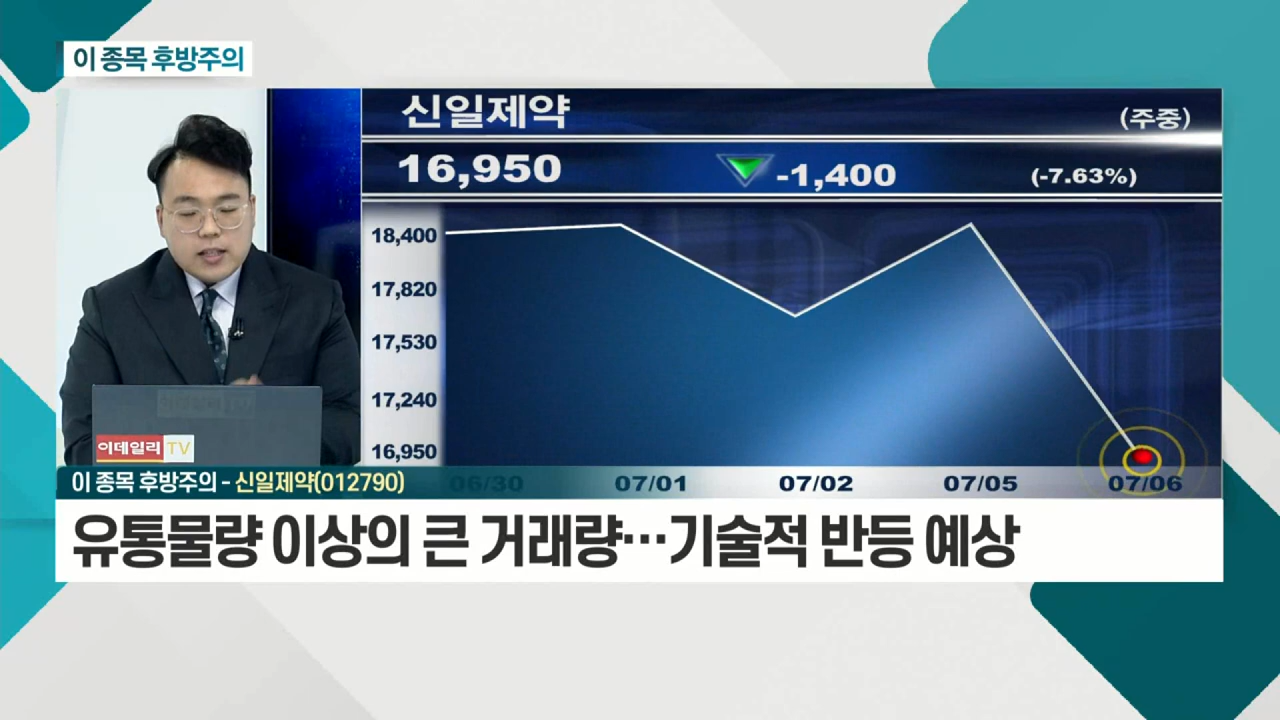 이 종목 후방주의
신일제약
(주중)
16,950 -1,400 (-7.63%)
18,400
17,820
17,530
17,240
16,950
이데일리 TV
이 종목 후방주의 - 신일제약(012790)
06/30 07/01 07/02 07/05 07/06
유통물량 이상의 큰 거래량…기술적 반등 예상